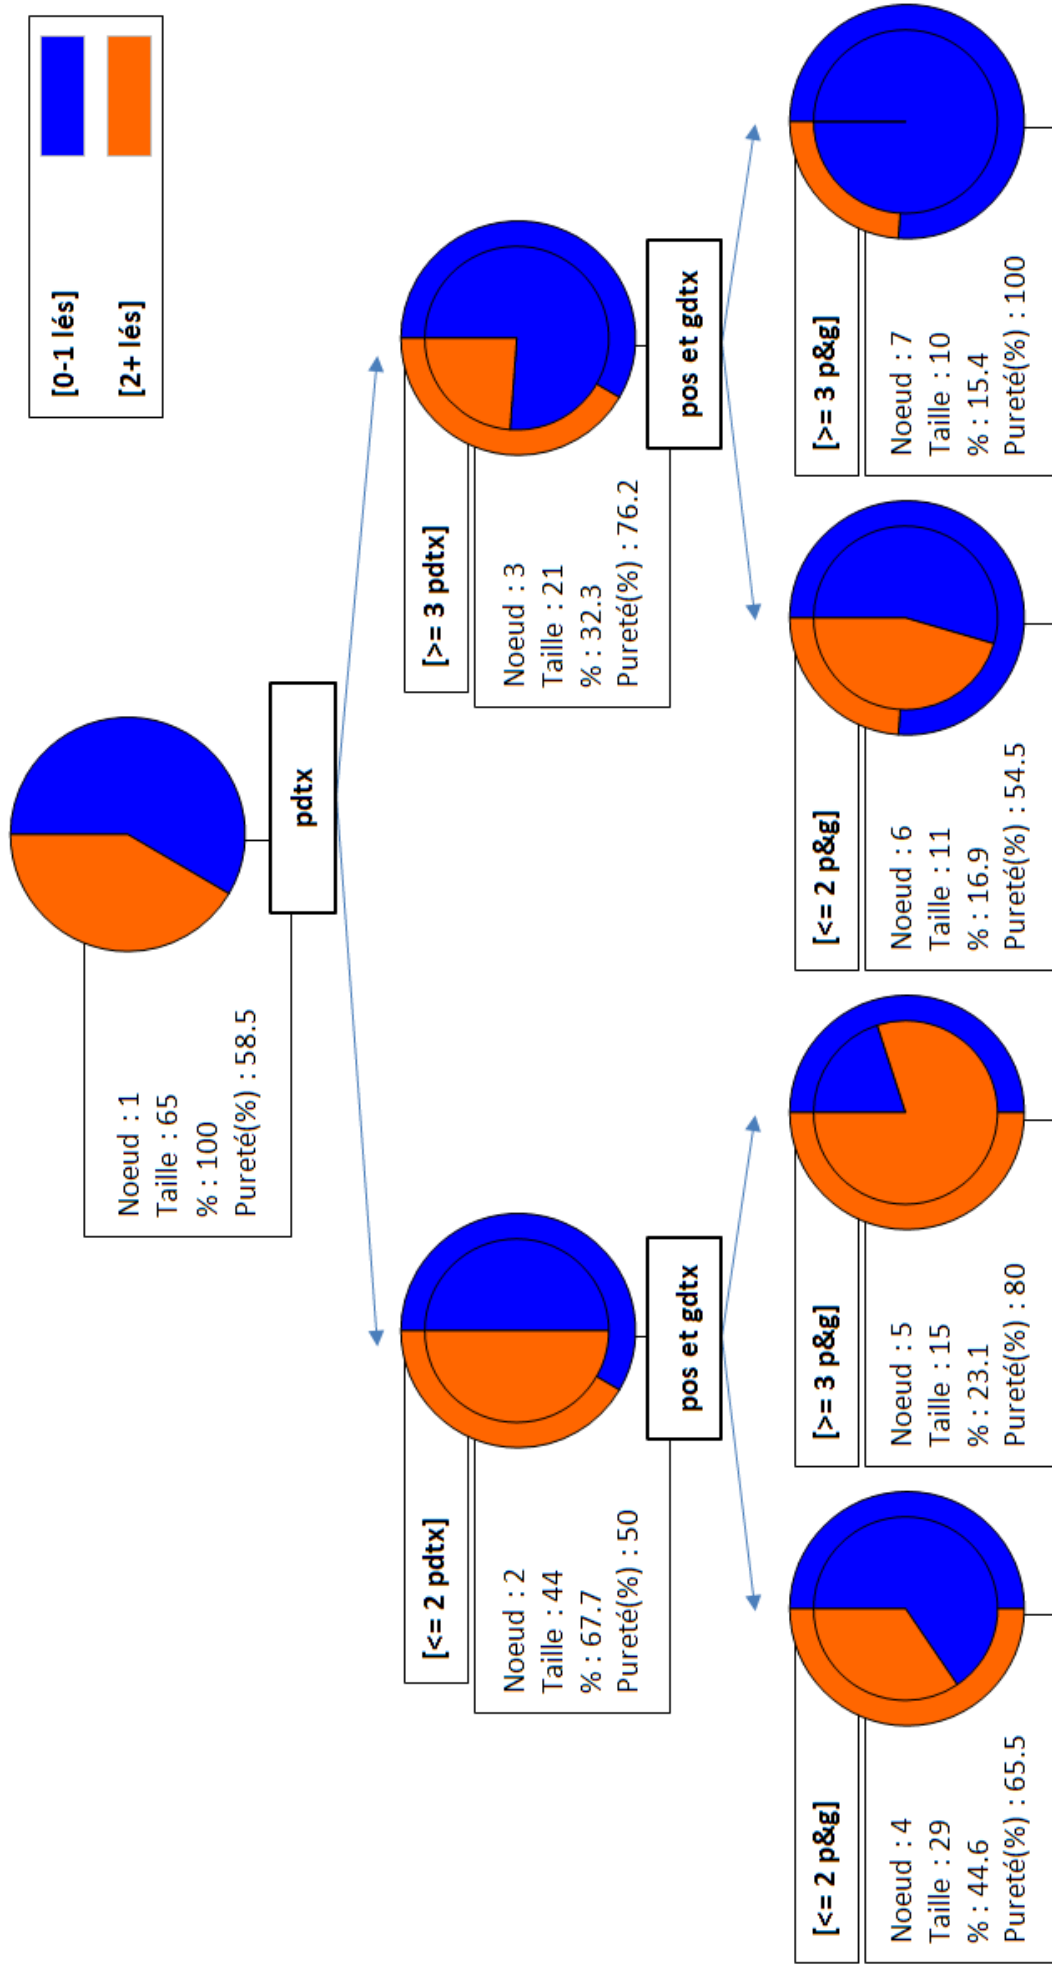 [0-1 lés]
[2+ lés]
Noeud : 1
Taille : 65
% : 100
Pureté(%) : 58.5
pdtx
[<= 2 pdtx]
Noeud : 2
Taille : 44
% : 67.7
Pureté(%) : 50
[>= 3 pdtx]
Noeud : 3
Taille : 21
% : 32.3
Pureté(%) : 76.2
pos et gdtx
pos et gdtx
[<= 2 p&g]
Noeud : 4
Taille : 29
% : 44.6
Pureté(%) : 65.5
[>= 3 p&g]
Noeud : 5
Taille : 15
% : 23.1
Pureté(%) : 80
[<= 2 p&g]
Noeud : 6
Taille : 11
% : 16.9
Pureté(%) : 54.5
[>= 3 p&g]
Noeud : 7
Taille : 10
% : 15.4
Pureté(%) : 100